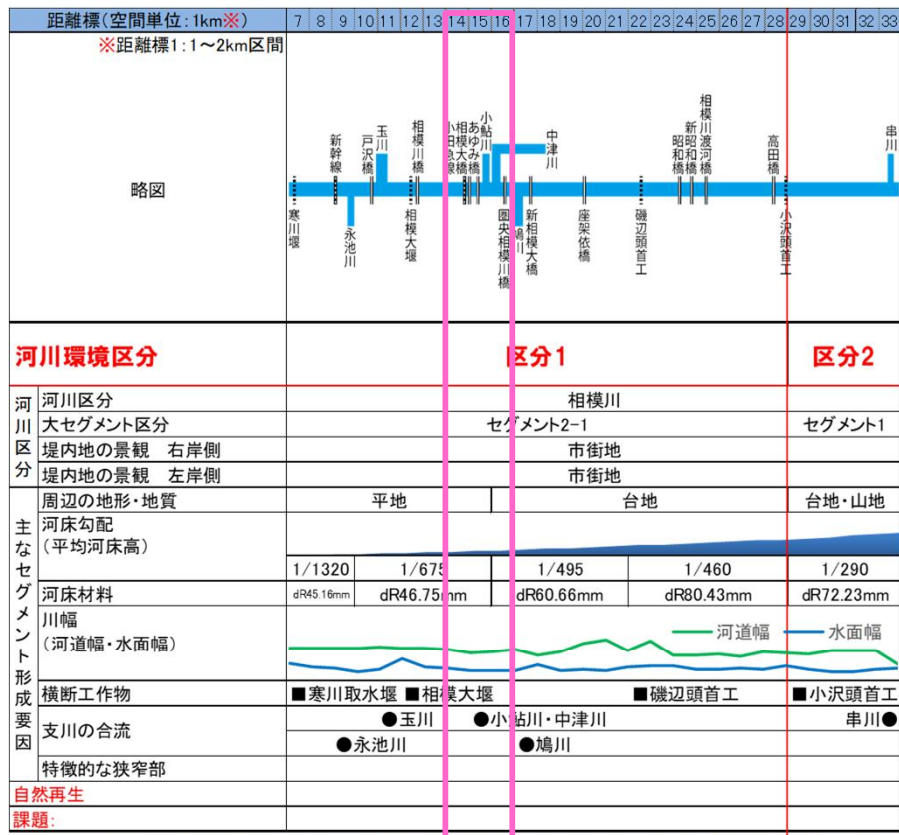 距離標(空間単位:1km※) 7 8 9 10 11 12 13 14 15 16 17 18 19 20 21 22 23 24 25 26 27 28 29 30 31 32 33
※距離標1:1～2km区間
略図
寒川堰
新幹線
永池川
戸沢橋
玉川
相模大堰
相模川橋
小田急線
相模大橋
あゆみ橋
小鮎川
圏央相模川橋
鳩川
新相模大橋
中津川
座架依橋
磯辺頭首工
昭和橋
新昭和橋
相模川渡河橋
高田橋
小沢頭首工
串川
河川環境区分 区分1 区分2
河川区分
河川区分 相模川
大セグメント区分 セグメント2-1 セグメント1
堤内地の景観 右岸側 市街地
堤内地の景観 左岸側 市街地
主なセグメント形成要因
周辺の地形・地質 平地 台地 台地・山地
河床勾配
(平均河床高)
1/1320 1/675 1/495 1/460 1/290
河床材料 dR45.16mm dR46.75mm dR60.66mm dR80.43mm dR72.23mm
川幅
(河道幅・水面幅)
河道幅 水面幅
横断工作物 ■寒川取水堰 ■相模大堰 ■磯辺頭首工 ■小沢頭首工
支川の合流
●玉川 ●小鮎川・中津川 串川●
●永池川 ●鳩川
特徴的な狭窄部
自然再生
課題: